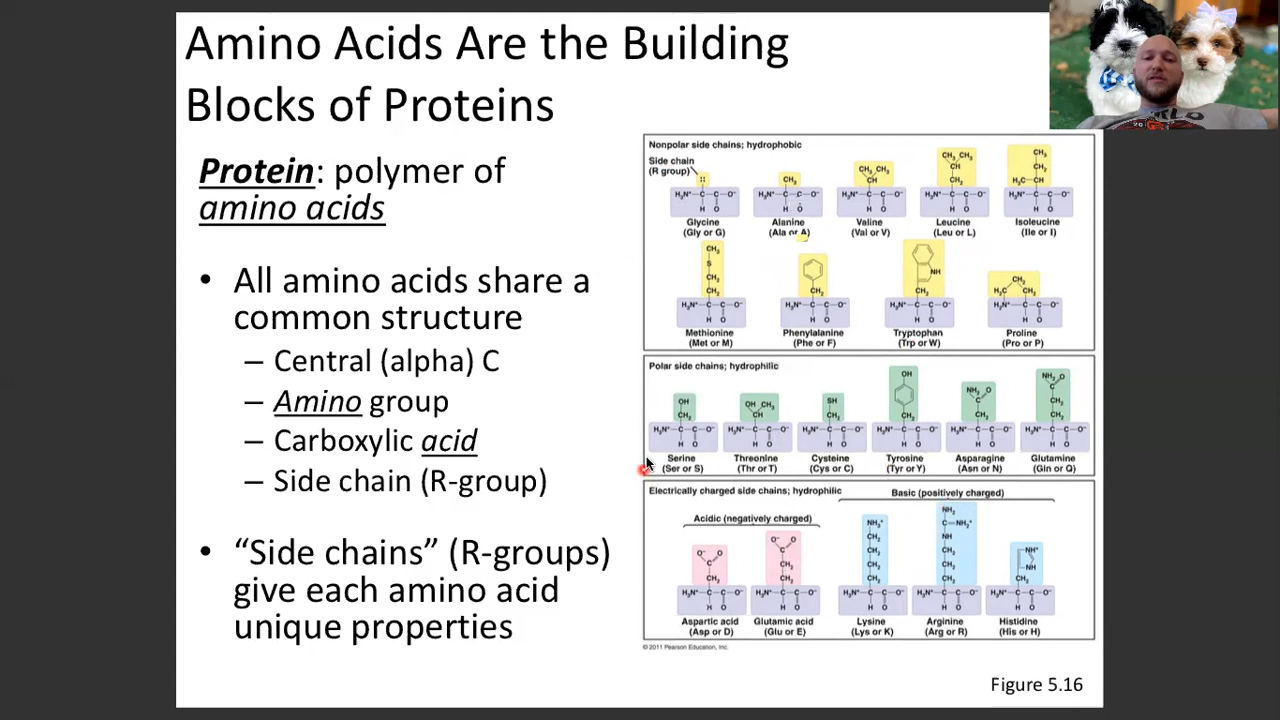 Amino Acids Are the Building
Blocks of Proteins
Protein: polymer of
amino acids
• All amino acids share a
common structure
– Central (alpha) C
– Amino group
– Carboxylic acid
– Side chain (R-group)
• “Side chains” (R-groups)
give each amino acid
unique properties
Nonpolar side chains; hydrophobic
Side chain
(R group)
Glycine
(Gly or G)
Alanine
(Ala or A)
Valine
(Val or V)
Leucine
(Leu or L)
Isoleucine
(Ile or I)
Methionine
(Met or M)
Phenylalanine
(Phe or F)
Tryptophan
(Trp or W)
Proline
(Pro or P)
Polar side chains; hydrophilic
Serine
(Ser or S)
Threonine
(Thr or T)
Cysteine
(Cys or C)
Tyrosine
(Tyr or Y)
Asparagine
(Asn or N)
Glutamine
(Gln or Q)
Electrically charged side chains; hydrophilic
Acidic (negatively charged)
Basic (positively charged)
Aspartic acid
(Asp or D)
Glutamic acid
(Glu or E)
Lysine
(Lys or K)
Arginine
(Arg or R)
Histidine
(His or H)
© 2011 Pearson Education, Inc.
Figure 5.16